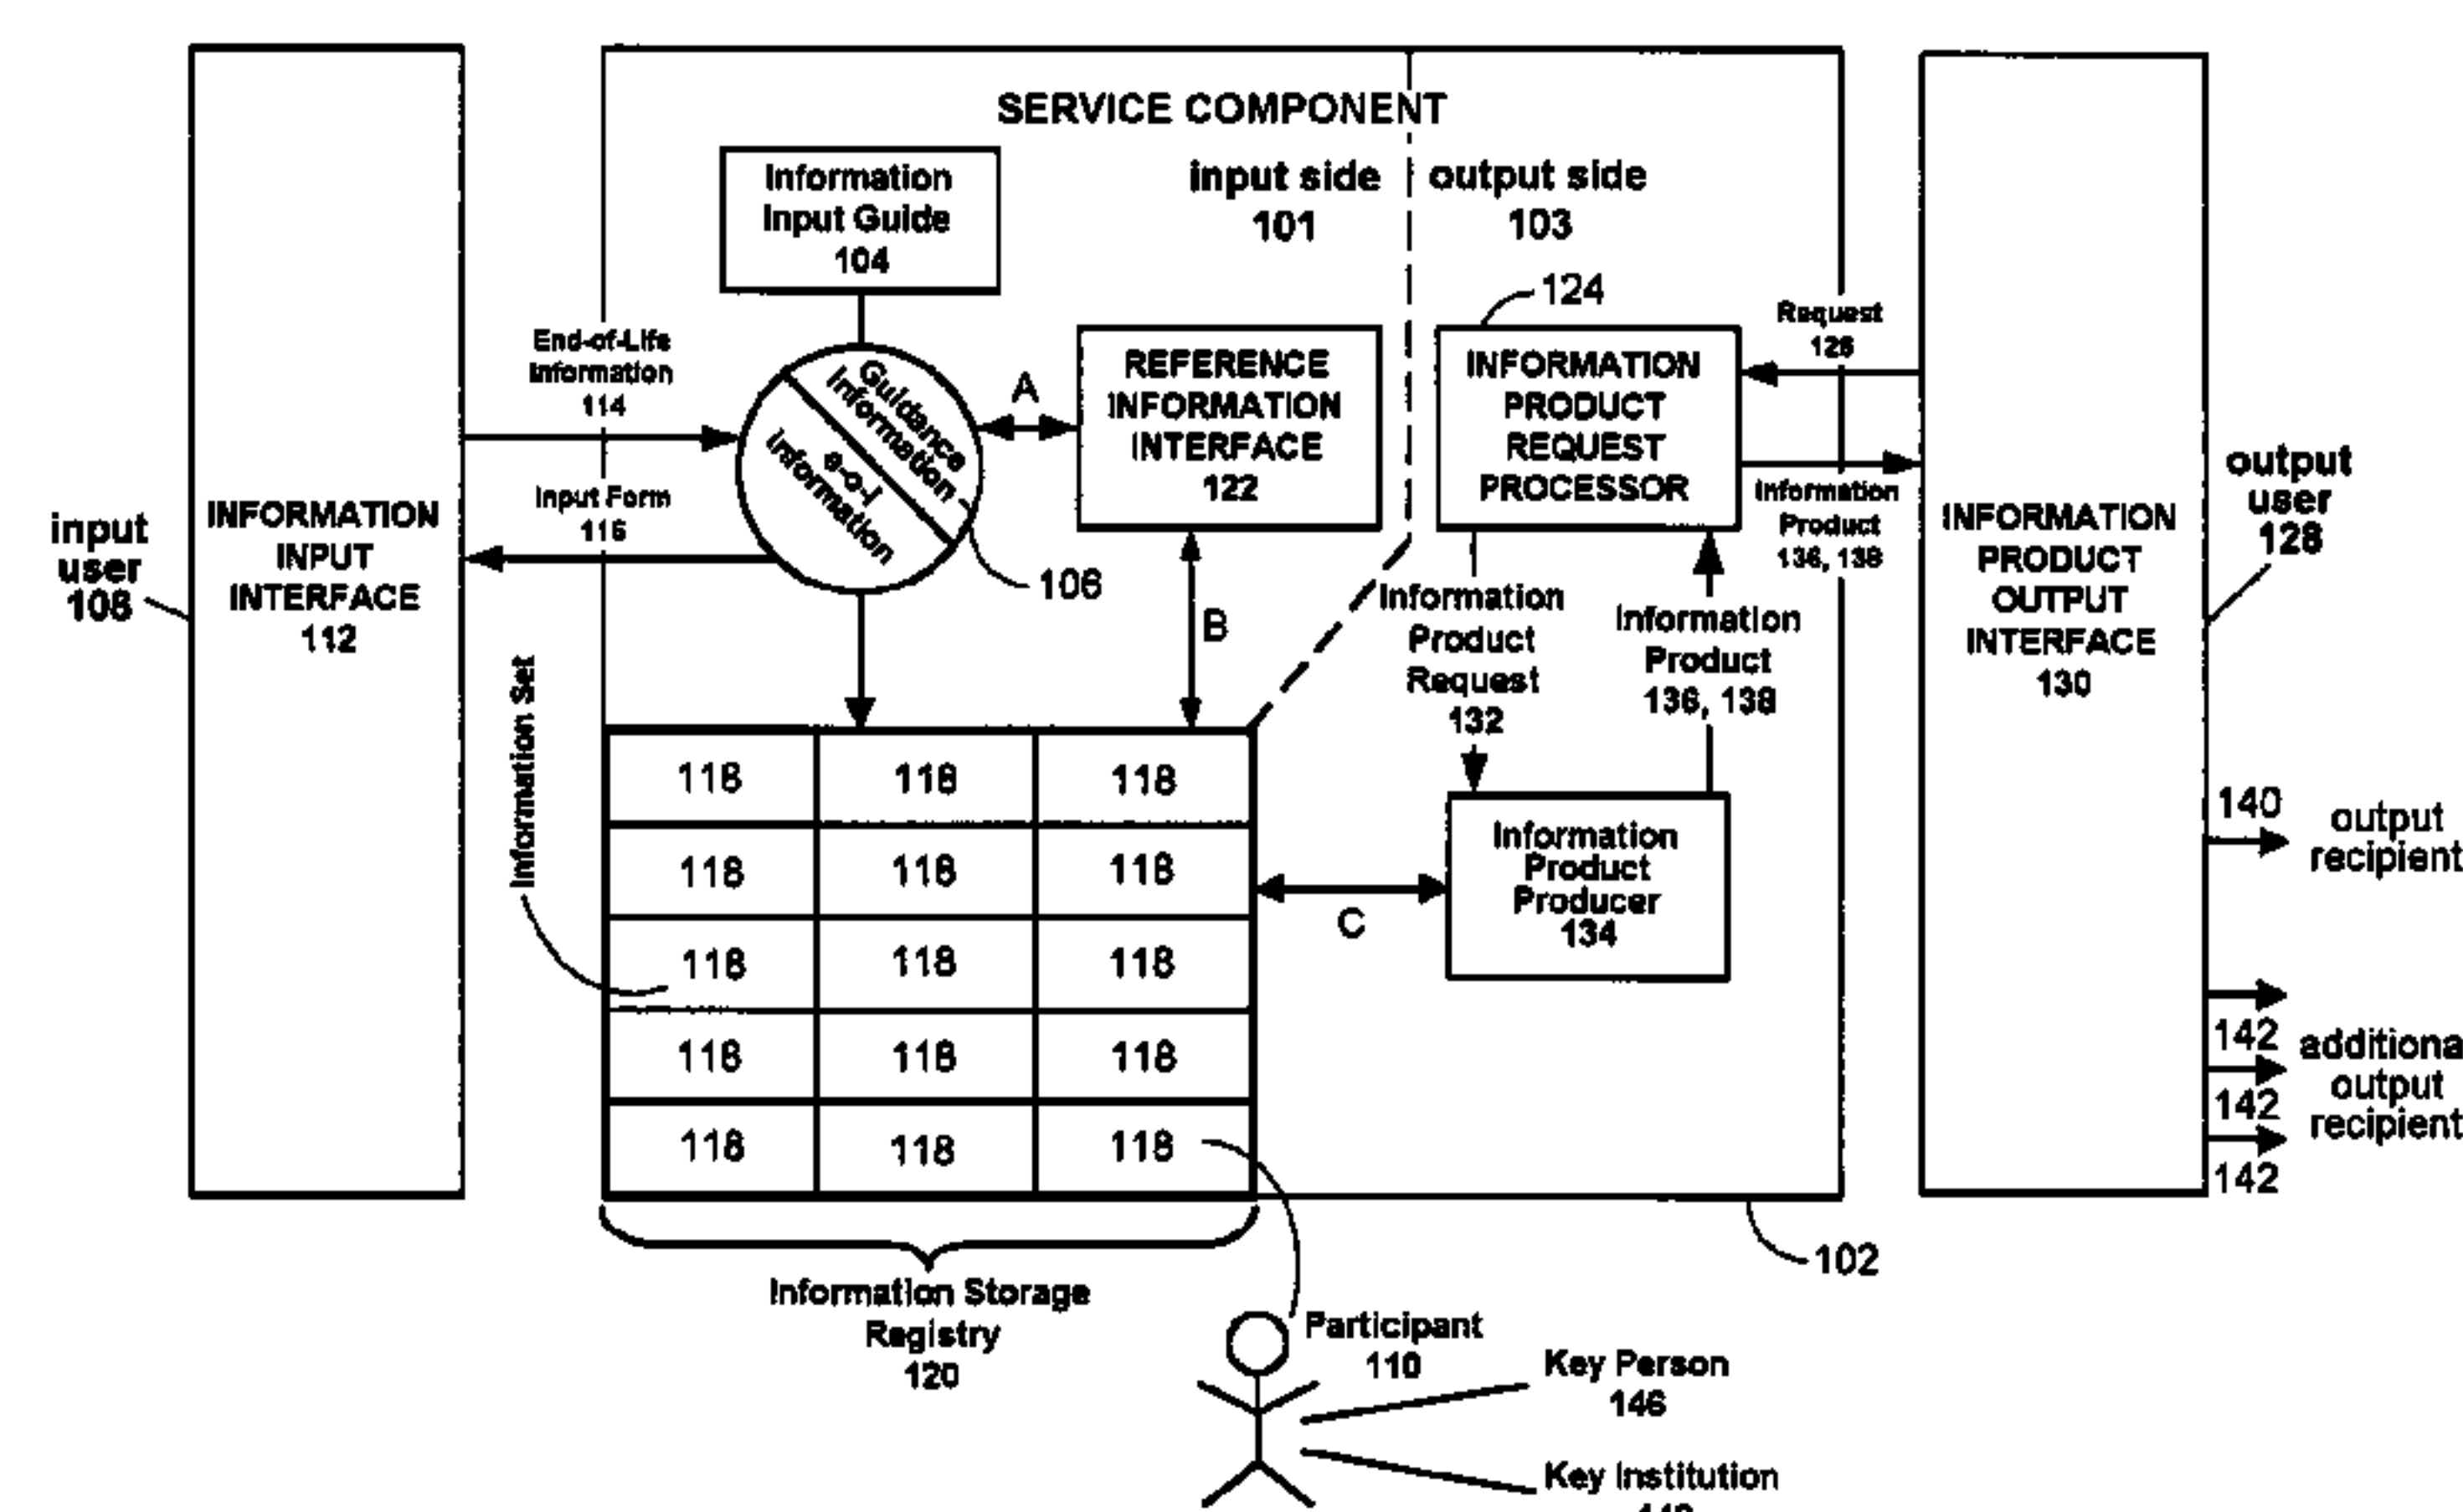 SERVICE COMPONENT
Information
Input Guide
104
input side
101
output side
103
124
End-of-Life
Information
114
Input Form
116
Guidance
Information
e-o-l
Information
106
A
REFERENCE
INFORMATION
INTERFACE
122
B
INFORMATION
PRODUCT
REQUEST
PROCESSOR
Request
126
Information
Product
136, 138
input
user
108
INFORMATION
INPUT
INTERFACE
112
INFORMATION
PRODUCT
OUTPUT
INTERFACE
130
output
user
128
Information
Product
Request
132
Information
Product
136, 138
Information Set
118 118 118
118 118 118
118 118 118
118 118 118
118 118 118
C
Information
Product
Producer
134
140
output
recipient
142
142
142
additiona
output
recipient
102
Information Storage
Registry
120
Participant
110
Key Person
146
Key Institution